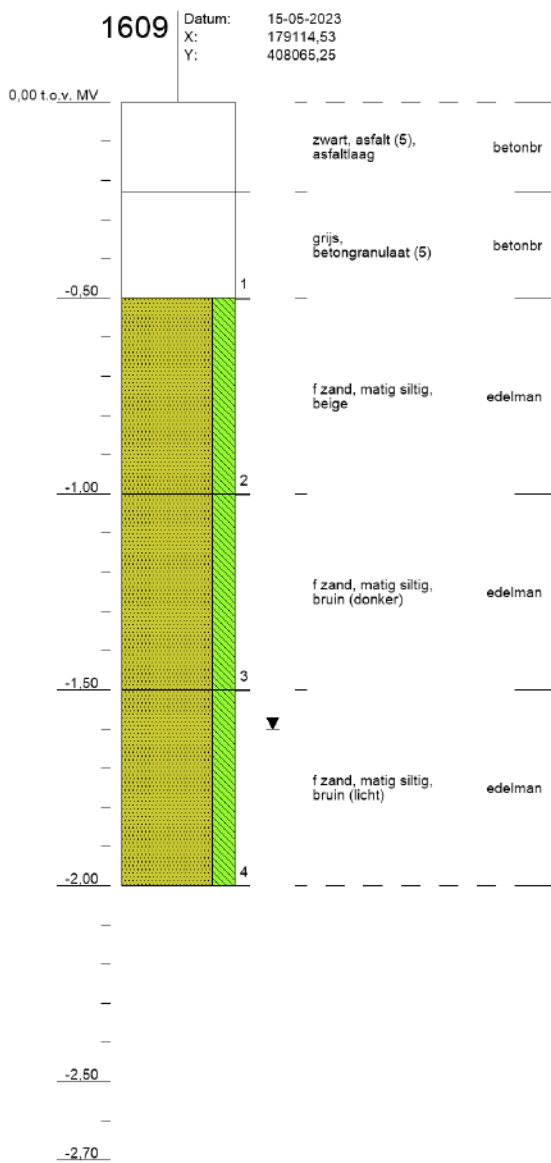 1609
Datum: 15-05-2023
X: 179114,53
Y: 408065,25
0,00 t.o.v. MV
zwart, asfalt (5),
asfaltlaag
betonbr
grijs,
betongranulaat (5)
betonbr
1
-0,50
f zand, matig siltig,
beige
edelman
2
-1,00
f zand, matig siltig,
bruin (donker)
edelman
3
-1,50
f zand, matig siltig,
bruin (licht)
edelman
4
-2,00
-2,50
-2,70